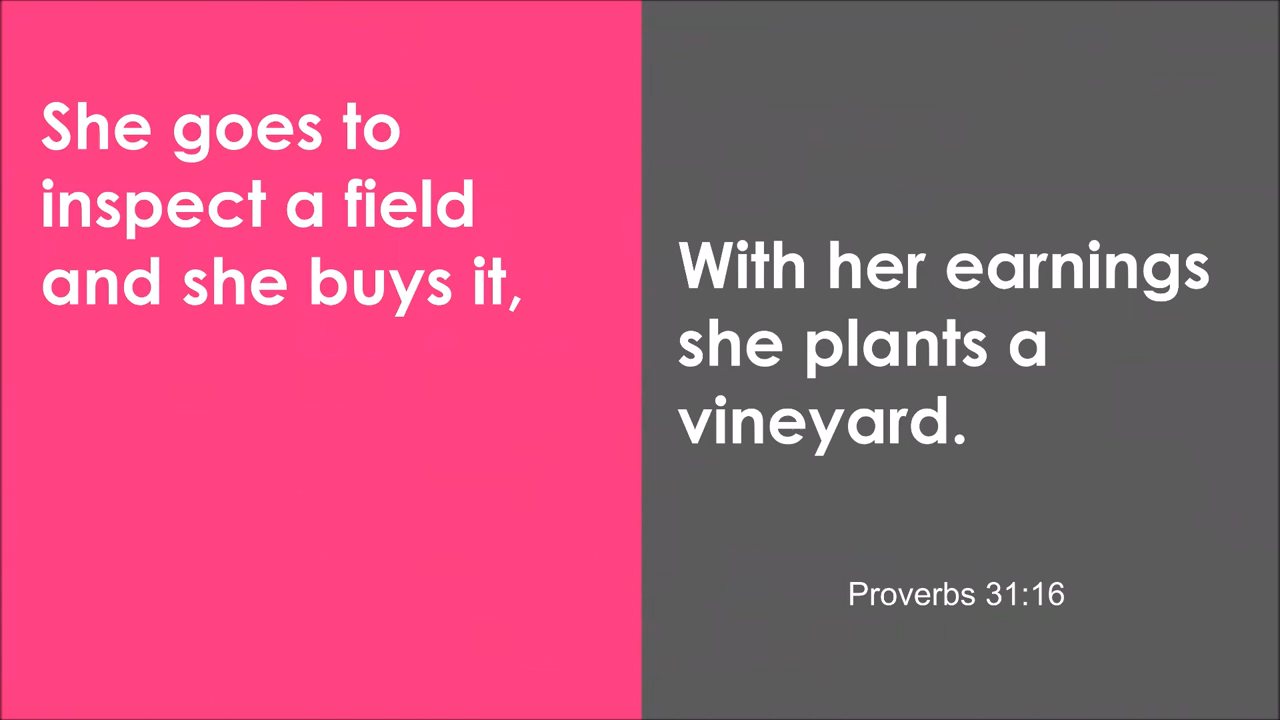 She goes to
inspect a field
and she buys it,
With her earnings
she plants a
vineyard.
Proverbs 31:16